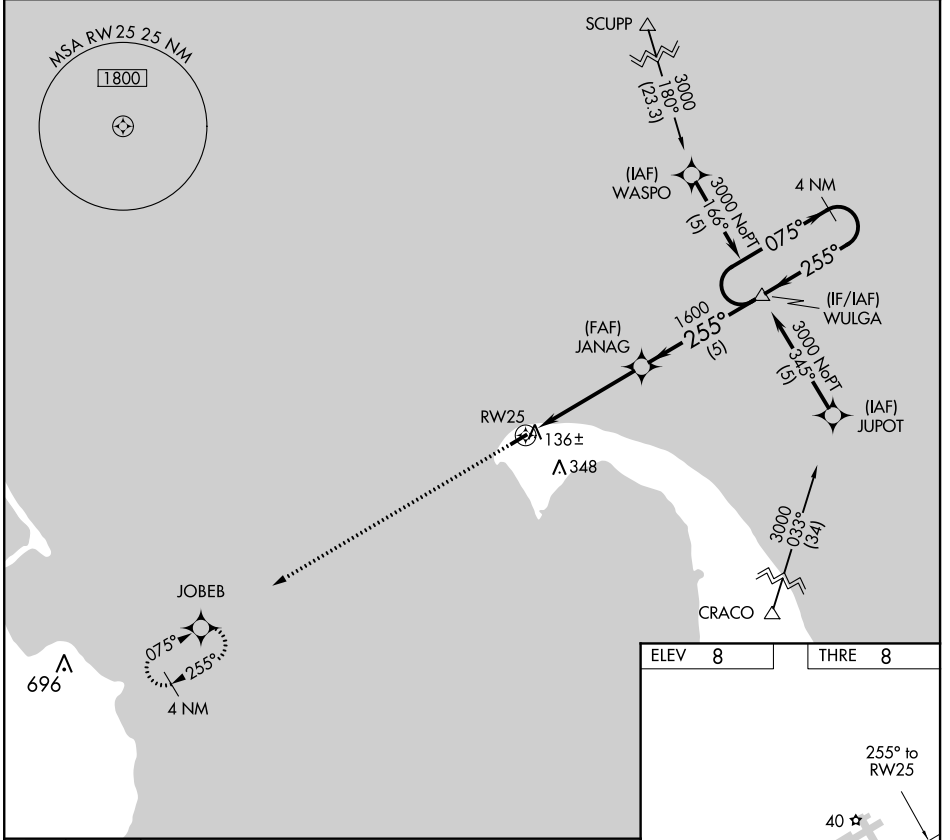 MSA RW25 25 NM
1800
SCUPP
3000
180°
(23.3)
(IAF)
WASPO
3000 NoPT
166°
(5)
4 NM
075°
255°
(IF/IAF)
WULGA
1600
255°
(5)
(FAF)
JANAG
3000 NoPT
345°
(5)
(IAF)
JUPOT
RW25
136±
348
3000
033°
(34)
CRACO
JOBEB
075°
255°
4 NM
696
ELEV 8
THRE 8
255° to
RW25
40